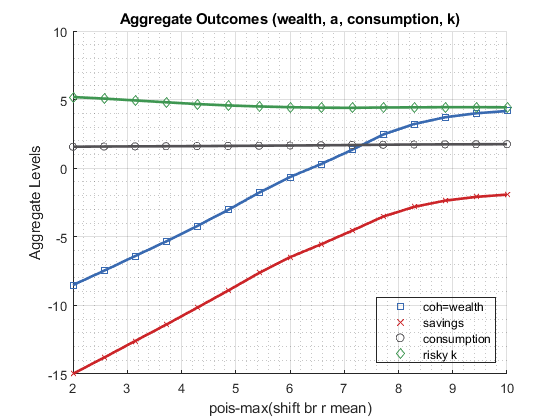 Aggregate Outcomes (wealth, a, consumption, k)
10
5
0
-5
-10
-15
Aggregate Levels
coh=wealth
savings
consumption
risky k
2 3 4 5 6 7 8 9 10
pois-max(shift br r mean)